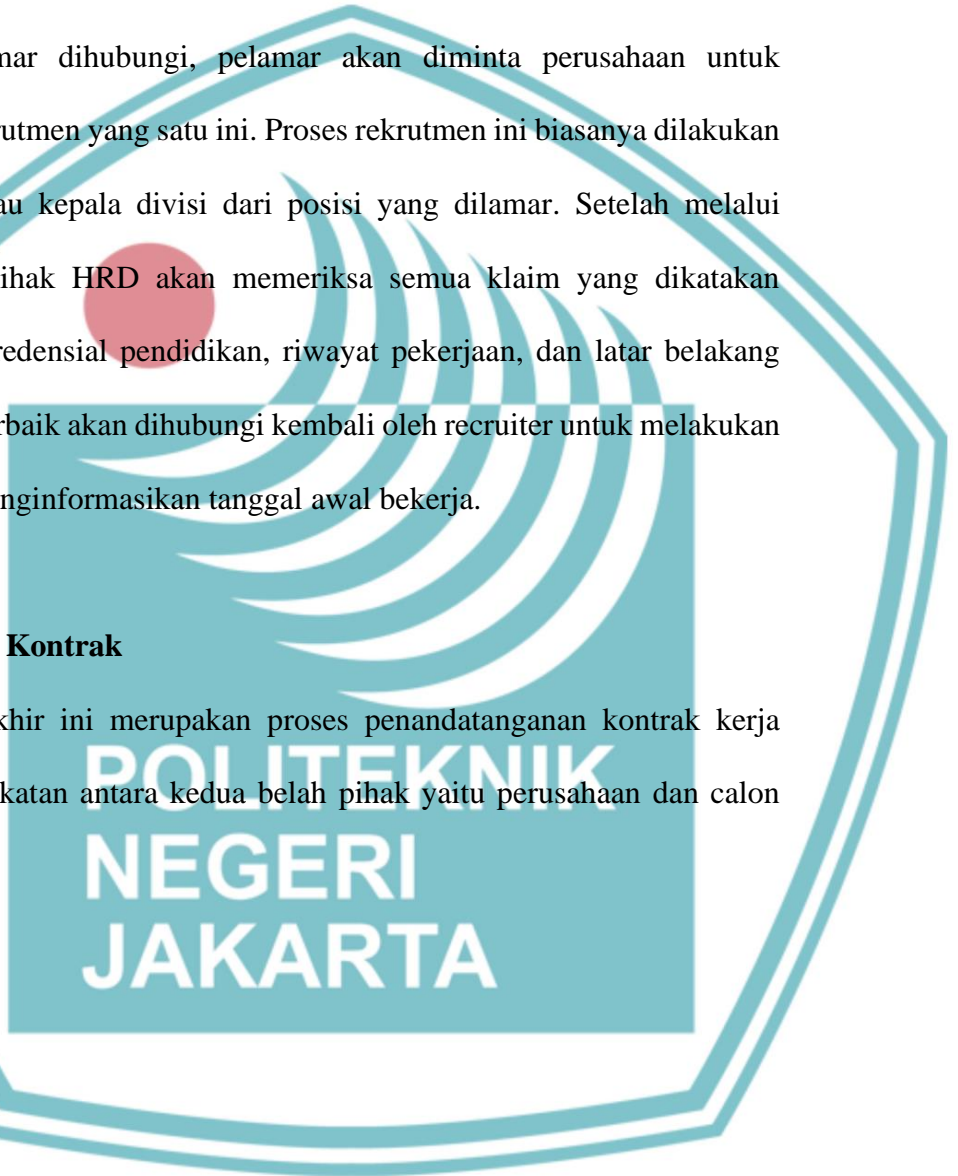 mar dihubungi, pelamar akan diminta perusahaan untuk
rutmen yang satu ini. Proses rekrutmen ini biasanya dilakukan
au kepala divisi dari posisi yang dilamar. Setelah melalui
ihak HRD akan memeriksa semua klaim yang dikatakan
redensial pendidikan, riwayat pekerjaan, dan latar belakang
rbaik akan dihubungi kembali oleh recruiter untuk melakukan
nginformasikan tanggal awal bekerja.
Kontrak
khir ini merupakan proses penandatanganan kontrak kerja
katan antara kedua belah pihak yaitu perusahaan dan calon
POLITEKNIK
NEGERI
JAKARTA